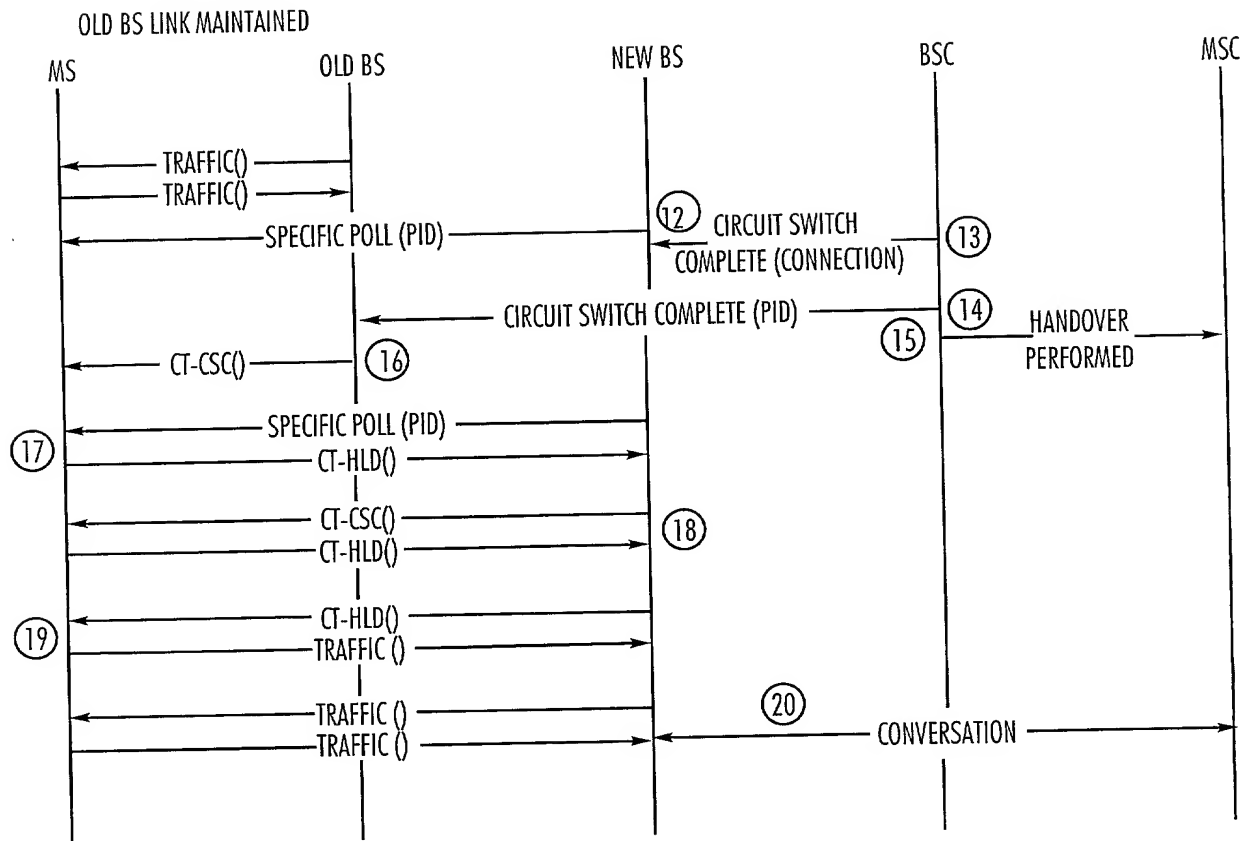 OLD BS LINK MAINTAINED
MS
OLD BS
NEW BS
BSC
MSC
TRAFFIC()
TRAFFIC()
SPECIFIC POLL (PID)
12
CIRCUIT SWITCH
COMPLETE (CONNECTION)
13
CIRCUIT SWITCH COMPLETE (PID)
14
15
HANDOVER
PERFORMED
CT-CSC()
16
SPECIFIC POLL (PID)
17
CT-HLD()
CT-CSC()
18
CT-HLD()
CT-HLD()
19
TRAFFIC ()
TRAFFIC ()
20
CONVERSATION
TRAFFIC ()